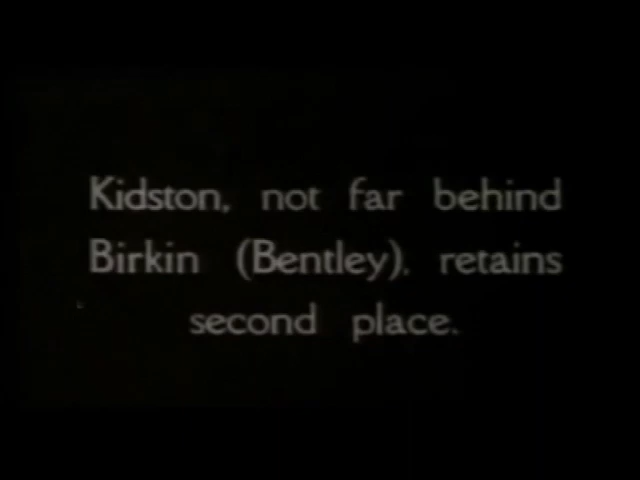 Kidston, not far behind
Birkin (Bentley), retains
second place.